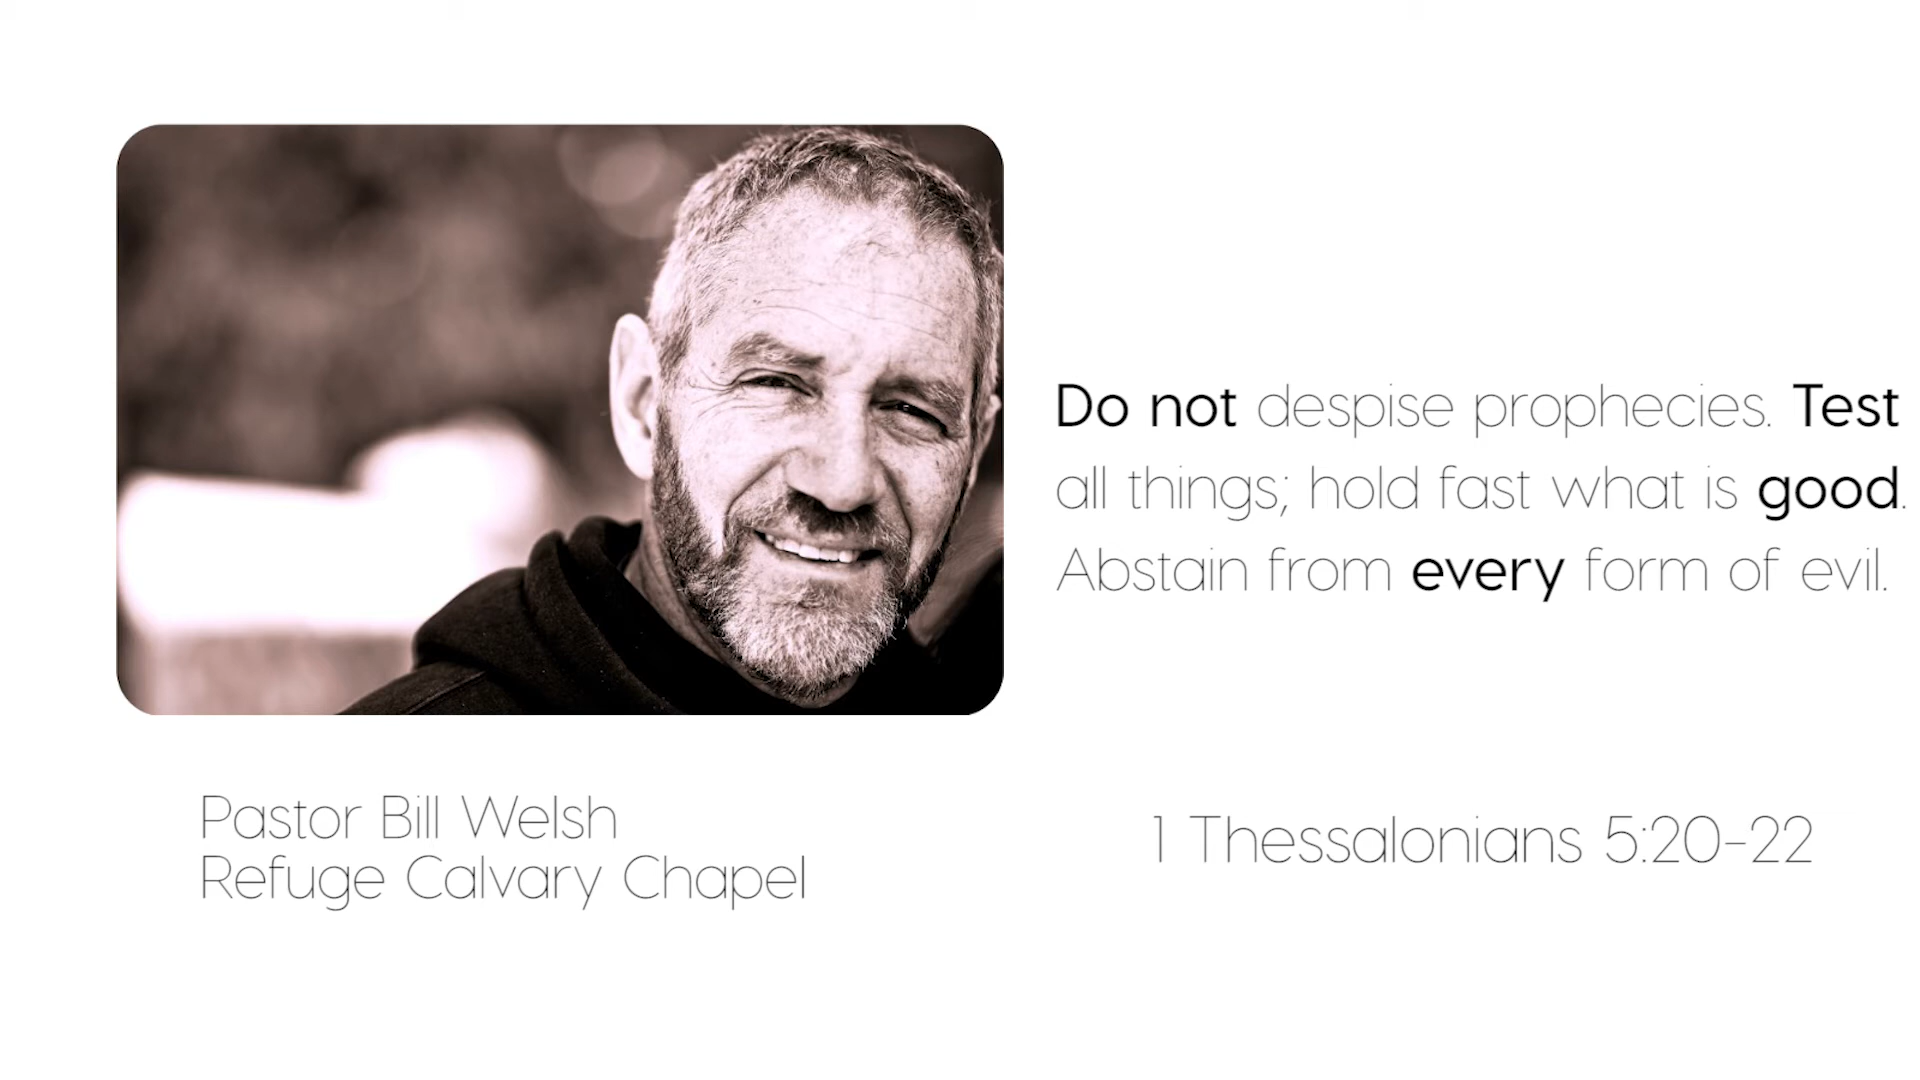 Do not despise prophecies. Test
all things; hold fast what is good.
Abstain from every form of evil.
Pastor Bill Welsh
Refuge Calvary Chapel
1 Thessalonians 5:20-22